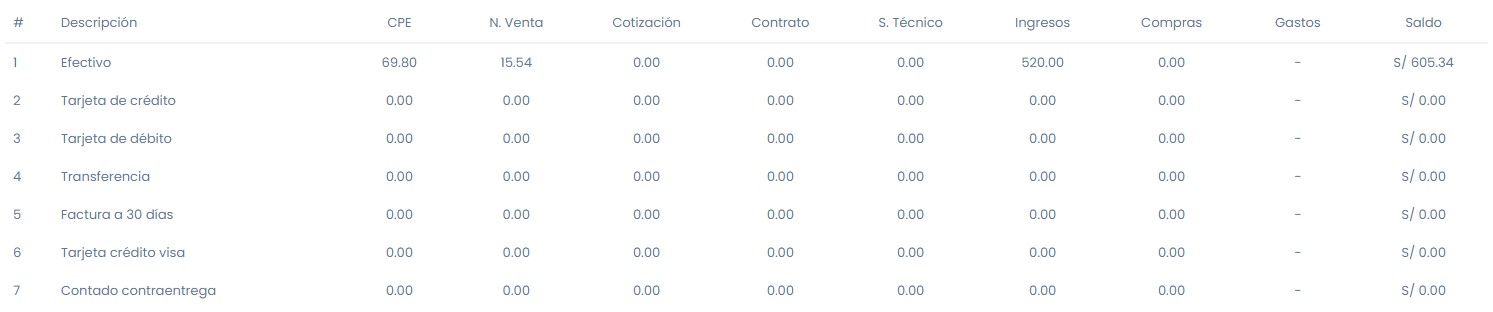 # Descripción CPE N. Venta Cotización Contrato S. Técnico Ingresos Compras Gastos Saldo
1 Efectivo 69.80 15.54 0.00 0.00 0.00 520.00 0.00 - S/ 605.34
2 Tarjeta de crédito 0.00 0.00 0.00 0.00 0.00 0.00 0.00 - S/ 0.00
3 Tarjeta de débito 0.00 0.00 0.00 0.00 0.00 0.00 0.00 - S/ 0.00
4 Transferencia 0.00 0.00 0.00 0.00 0.00 0.00 0.00 - S/ 0.00
5 Factura a 30 días 0.00 0.00 0.00 0.00 0.00 0.00 0.00 - S/ 0.00
6 Tarjeta crédito visa 0.00 0.00 0.00 0.00 0.00 0.00 0.00 - S/ 0.00
7 Contado contraentrega 0.00 0.00 0.00 0.00 0.00 0.00 0.00 - S/ 0.00